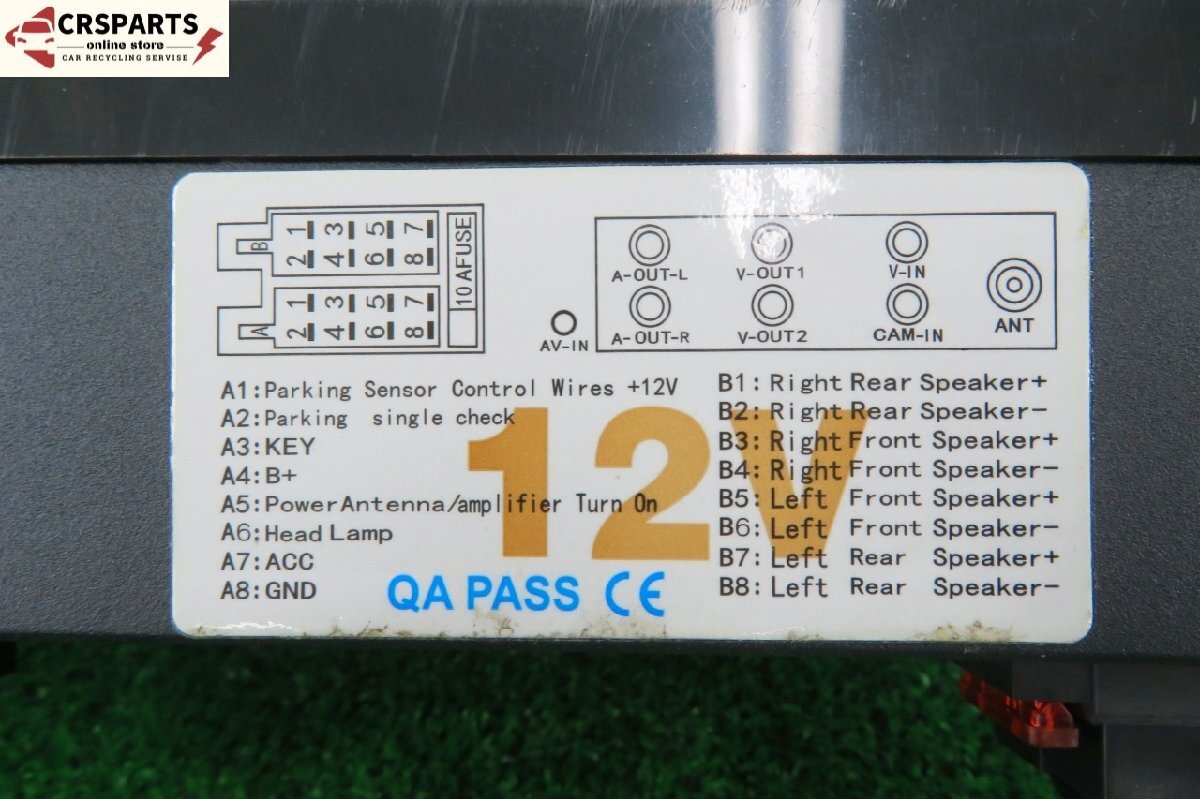 CRSPARTS
online store
CAR RECYCLING SERVISE
B 1 3 5 7
2 4 6 8
A 1 3 5 7
2 4 6 8
10 AFUSE
AV-IN
A-OUT-L V-OUT1 V-IN
A-OUT-R V-OUT2 CAM-IN ANT
A1:Parking Sensor Control Wires +12V
A2:Parking single check
A3:KEY
A4:B+
A5:Power Antenna/amplifier Turn On
A6:Head Lamp
A7:ACC
A8:GND
12V
QA PASS CE
B1: Right Rear Speaker+
B2: Right Rear Speaker-
B3: Right Front Speaker+
B4: Right Front Speaker-
B5: Left Front Speaker+
B6: Left Front Speaker-
B7: Left Rear Speaker+
B8: Left Rear Speaker-